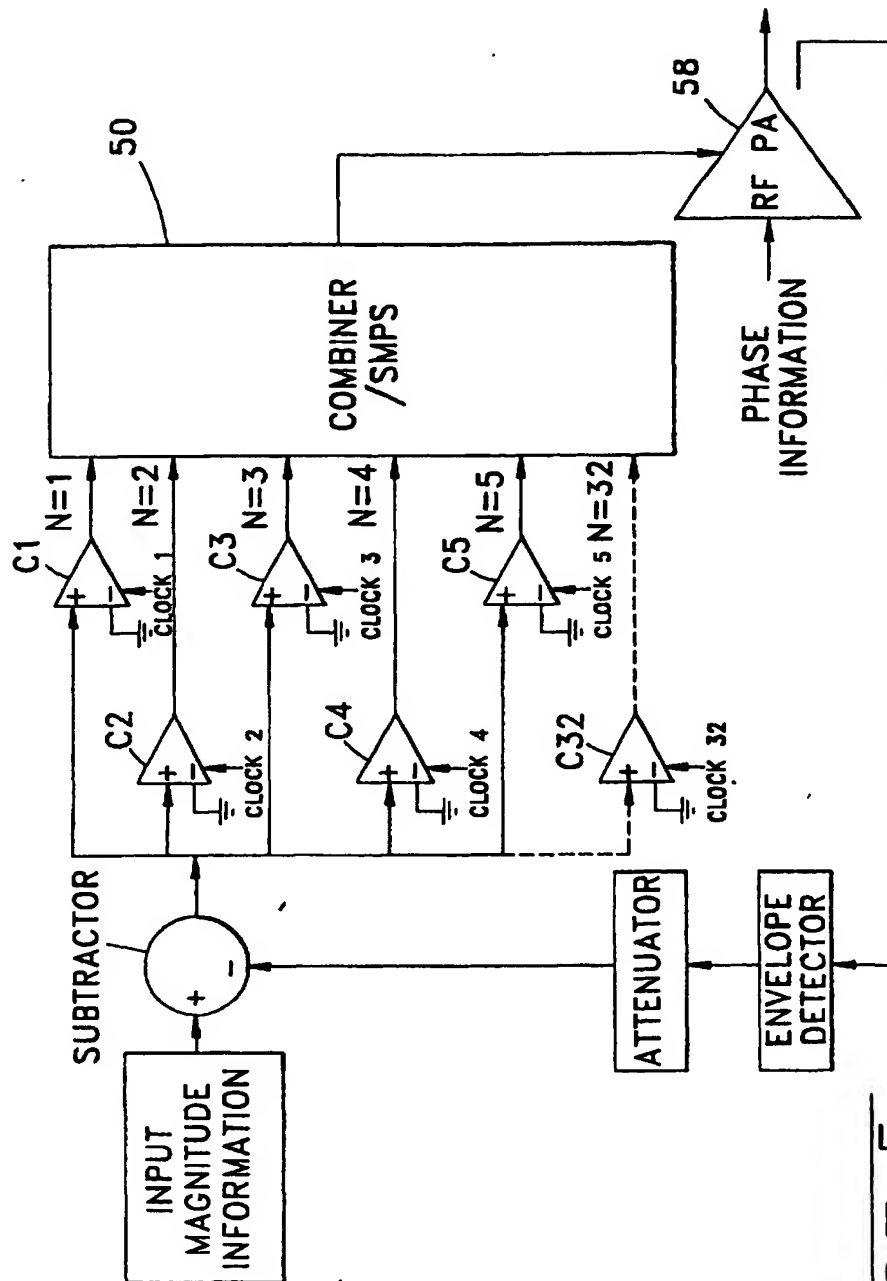 INPUT
MAGNITUDE
INFORMATION
SUBTRACTOR
+
-
C1
+
-
CLOCK 1
N=1
C2
+
-
CLOCK 2
N=2
C3
+
-
CLOCK 3
N=3
C4
+
-
CLOCK 4
N=4
C5
+
-
CLOCK 5
N=5
C32
+
-
CLOCK 32
N=32
COMBINER
/SMPS
50
58
RF PA
PHASE
INFORMATION
ATTENUATOR
ENVELOPE
DETECTOR